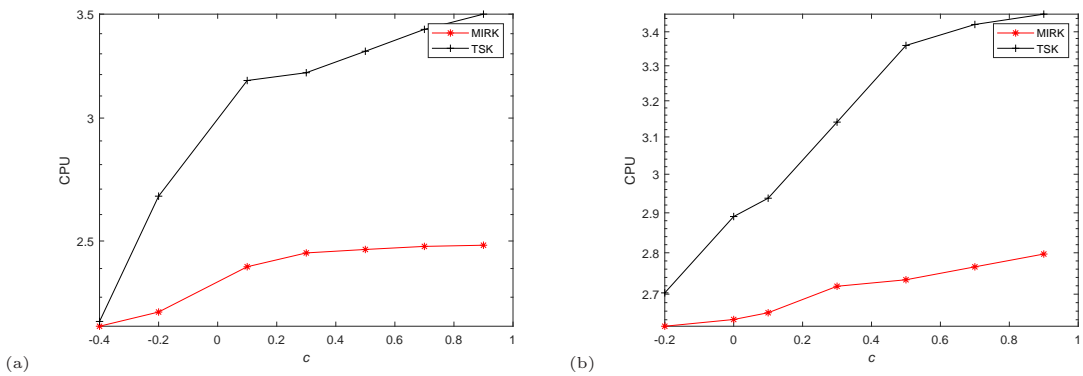 3.5
3
2.5
CPU
-0.4 -0.2 0 0.2 0.4 0.6 0.8 1
c
MIRK
TSK
(a)
3.4
3.3
3.2
3.1
3
2.9
2.8
2.7
CPU
-0.2 0 0.2 0.4 0.6 0.8 1
c
MIRK
TSK
(b)